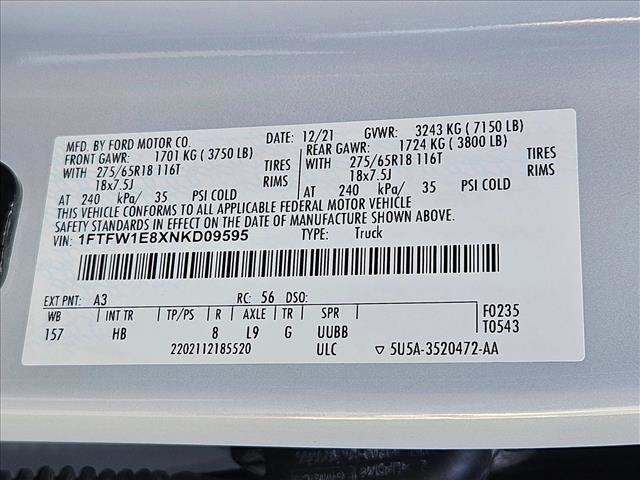 MFD. BY FORD MOTOR CO. DATE: 12/21 GVWR: 3243 KG ( 7150 LB)
FRONT GAWR: 1701 KG ( 3750 LB) REAR GAWR: 1724 KG ( 3800 LB)
WITH 275/65R18 116T TIRES WITH 275/65R18 116T TIRES
18x7.5J RIMS 18x7.5J RIMS
AT 240 kPa/ 35 PSI COLD AT 240 kPa/ 35 PSI COLD
THIS VEHICLE CONFORMS TO ALL APPLICABLE FEDERAL MOTOR VEHICLE
SAFETY STANDARDS IN EFFECT ON THE DATE OF MANUFACTURE SHOWN ABOVE.
VIN: 1FTFW1E8XNKD09595 TYPE: Truck
EXT PNT: A3 RC: 56 DSO: F0235
WB INT TR TP/PS R AXLE TR SPR T0543
157 HB 8 L9 G UUBB
2202112185520 ULC ▽ 5U5A-3520472-AA